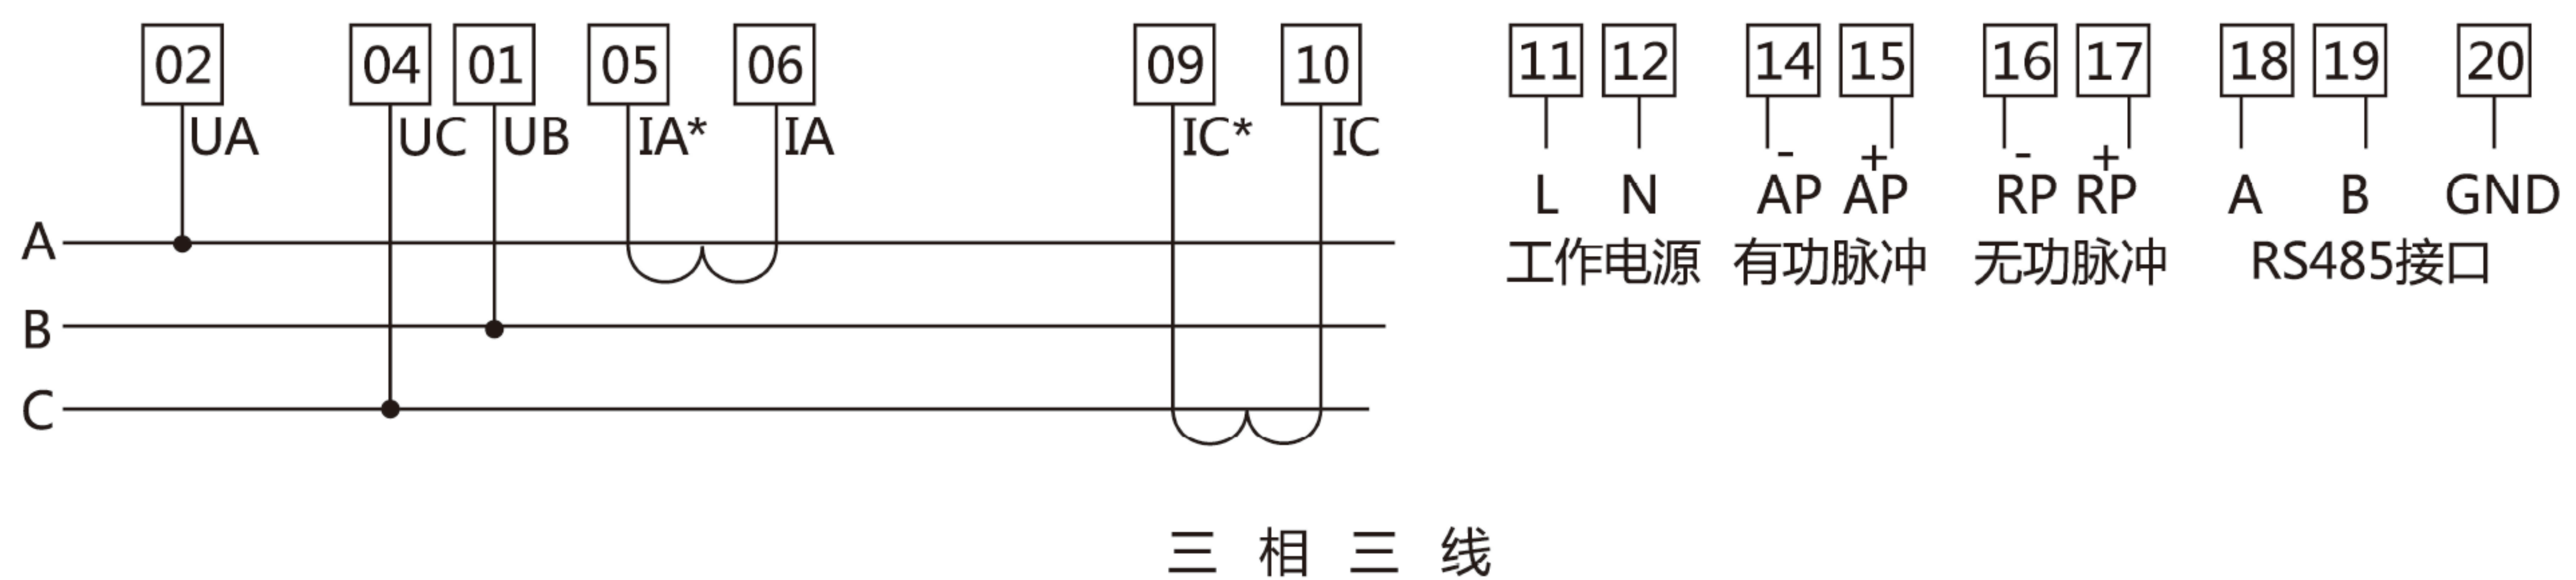 02 04 01 05 06 09 10 11 12 14 15 16 17 18 19 20
UA UC UB IA* IA IC* IC
- + - +
L N AP AP RP RP A B GND
A
工作电源 有功脉冲 无功脉冲 RS485接口
B
C
三相三线